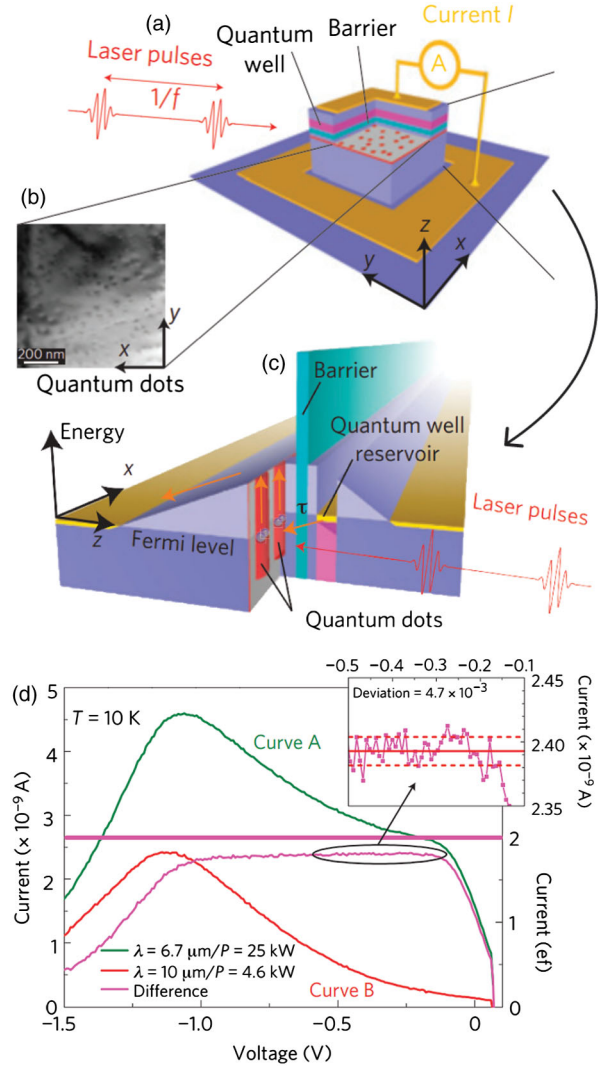 (a)
Current I
Barrier
Quantum
well
Laser pulses
1/f
A
(b)
z
x
y
y
x
200 nm
Quantum dots
(c)
Barrier
Energy
Quantum well
reservoir
x
τ
Laser pulses
z
Fermi level
Quantum dots
(d)
−0.5 −0.4 −0.3 −0.2 −0.1
Deviation = 4.7 × 10⁻³
2.45
2.40
2.35
Current (× 10⁻⁹ A)
T = 10 K
Curve A
5
4
3
2
1
0
Current (× 10⁻⁹ A)
2
1
0
Current (ef)
λ = 6.7 μm/P = 25 kW
λ = 10 μm/P = 4.6 kW
Difference
Curve B
−1.5 −1.0 −0.5 0
Voltage (V)